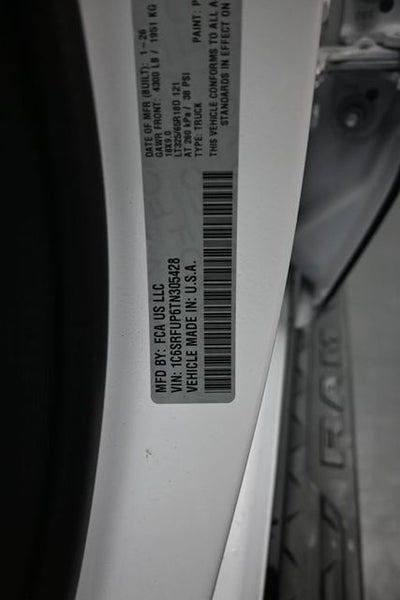 MFD BY: FCA US LLC
VIN: 1C6SRFUP6TN305428
VEHICLE MADE IN: U.S.A.
DATE OF MFR (BUILT): 1-26
GAWR FRONT: 4300 LB / 1951 KG
18X9.0
LT325/65R18D 121
AT 260 kPa / 38 PSI
TYPE: TRUCK
PAINT: P
THIS VEHICLE CONFORMS TO ALL A
STANDARDS IN EFFECT ON
RAM